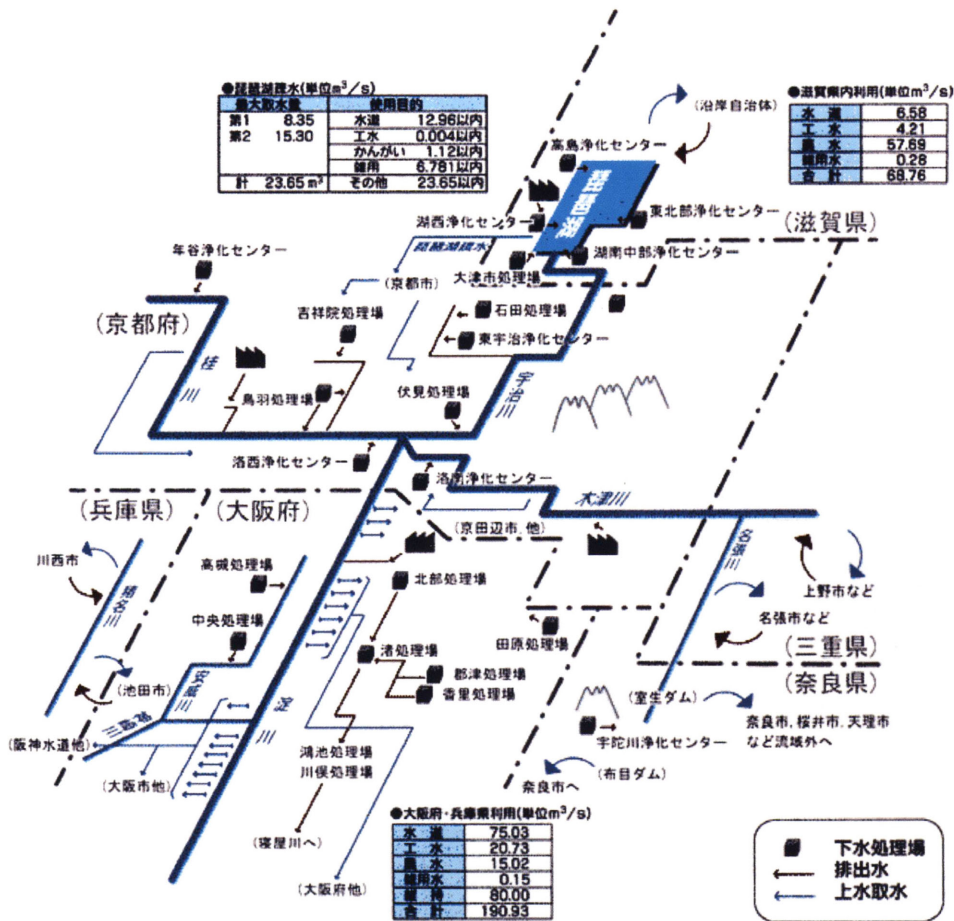 ●琵琶湖疏水(単位m³/s)
最大取水量 使用目的
第1 8.35 水道 12.96以内
第2 15.30 工水 0.004以内
かんがい 1.12以内
雑用 6.781以内
計 23.65m³ その他 23.65以内
●滋賀県内利用(単位m³/s)
水道 6.58
工水 4.21
農水 57.69
雑用水 0.28
合計 68.76
(沿岸自治体)
高島浄化センター
琵琶湖
湖西浄化センター
東北部浄化センター
(滋賀県)
琵琶湖疏水
湖南中部浄化センター
大津市処理場
年谷浄化センター
(京都市)
吉祥院処理場
石田処理場
(京都府)
東宇治浄化センター
桂川
宇治川
鳥羽処理場
伏見処理場
洛西浄化センター
洛南浄化センター
木津川
(兵庫県)
(大阪府)
(京田辺市,他)
名張川
川西市
猪名川
高槻処理場
北部処理場
上野市など
名張市など
中央処理場
渚処理場
田原処理場
(三重県)
郡津処理場
香里処理場
(奈良県)
(池田市)
安威川
淀川
(室生ダム)
奈良市,桜井市,天理市
など流域外へ
宇陀川浄化センター
(阪神水道他)
(大阪市他)
鴻池処理場
川俣処理場
(布目ダム)
奈良市へ
(寝屋川へ)
(大阪府他)
●大阪府・兵庫県利用(単位m³/s)
水道 75.03
工水 20.73
農水 15.02
雑用水 0.15
維持 80.00
合計 190.93
下水処理場
排出水
上水取水